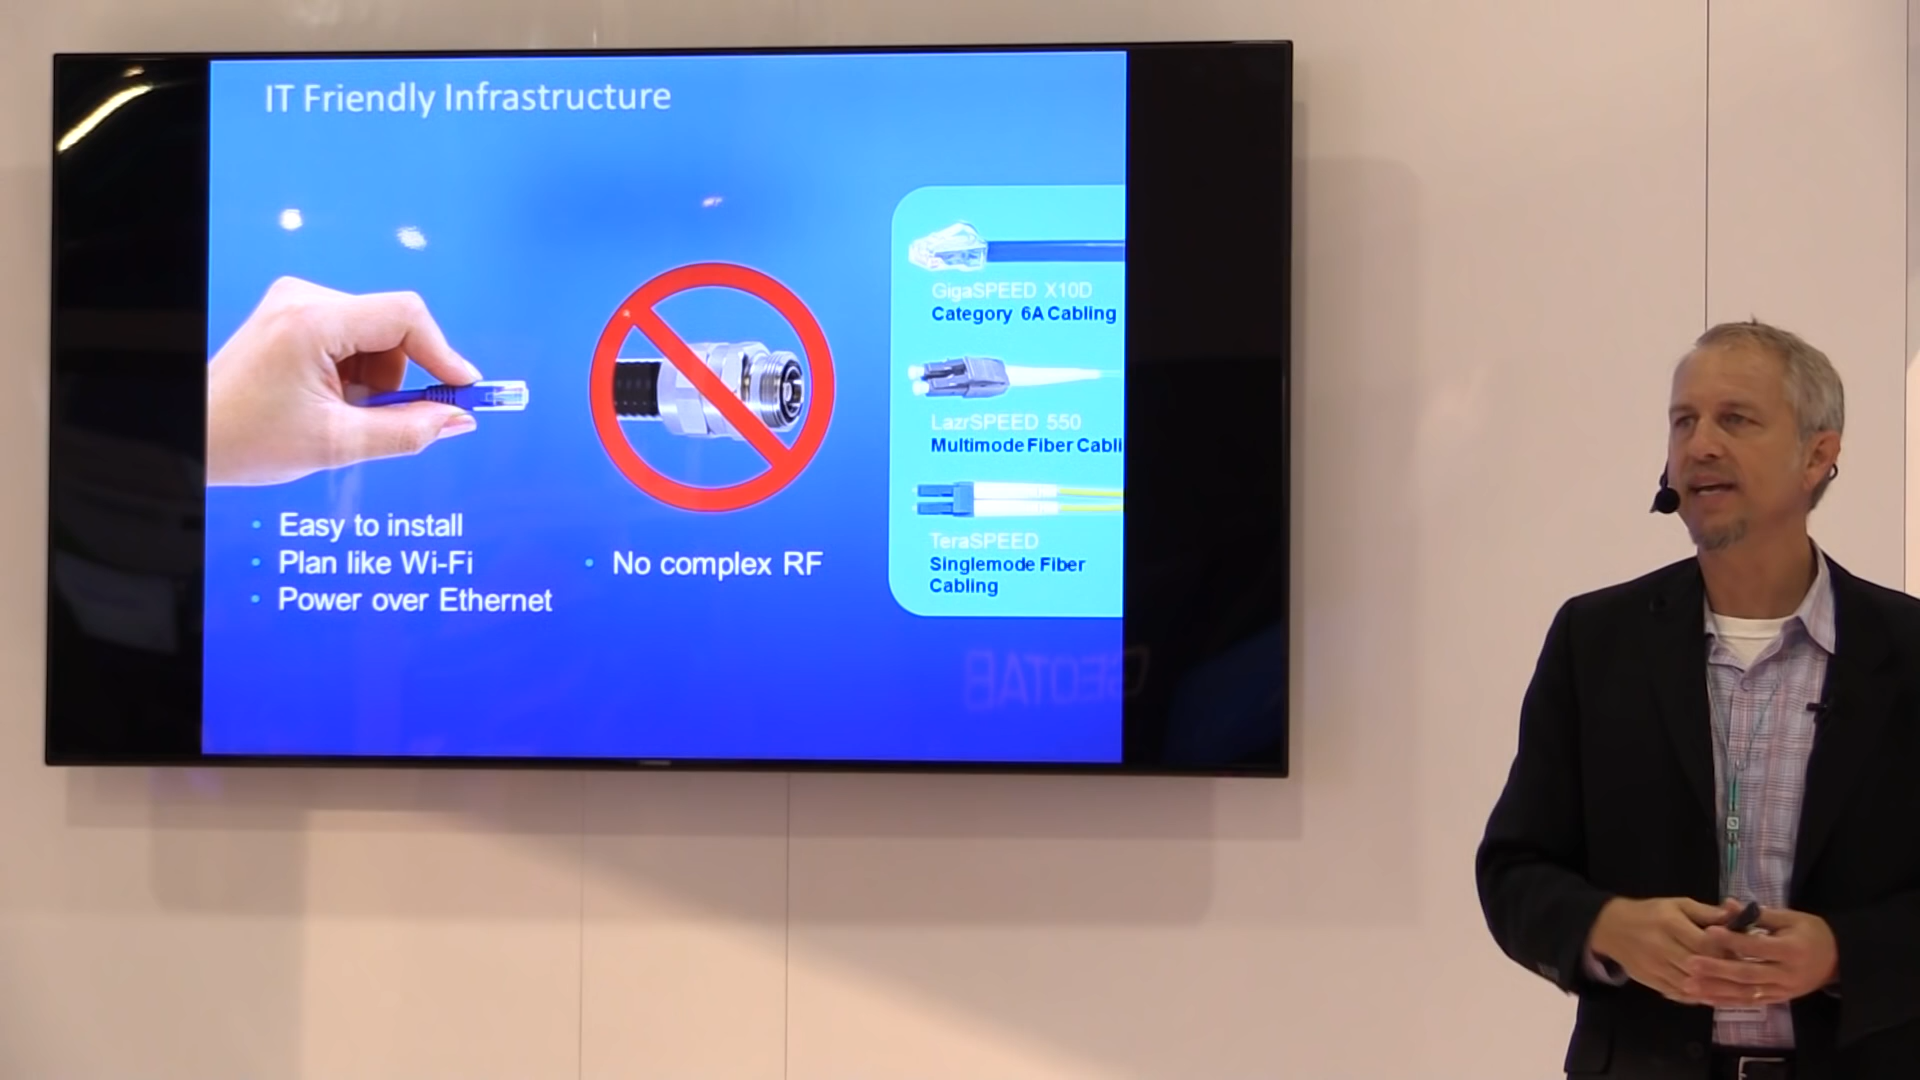 IT Friendly Infrastructure
GigaSPEED X10D
Category 6A Cabling
LazrSPEED 550
Multimode Fiber Cabli
TeraSPEED
Singlemode Fiber
Cabling
• Easy to install
• Plan like Wi-Fi
• Power over Ethernet
• No complex RF